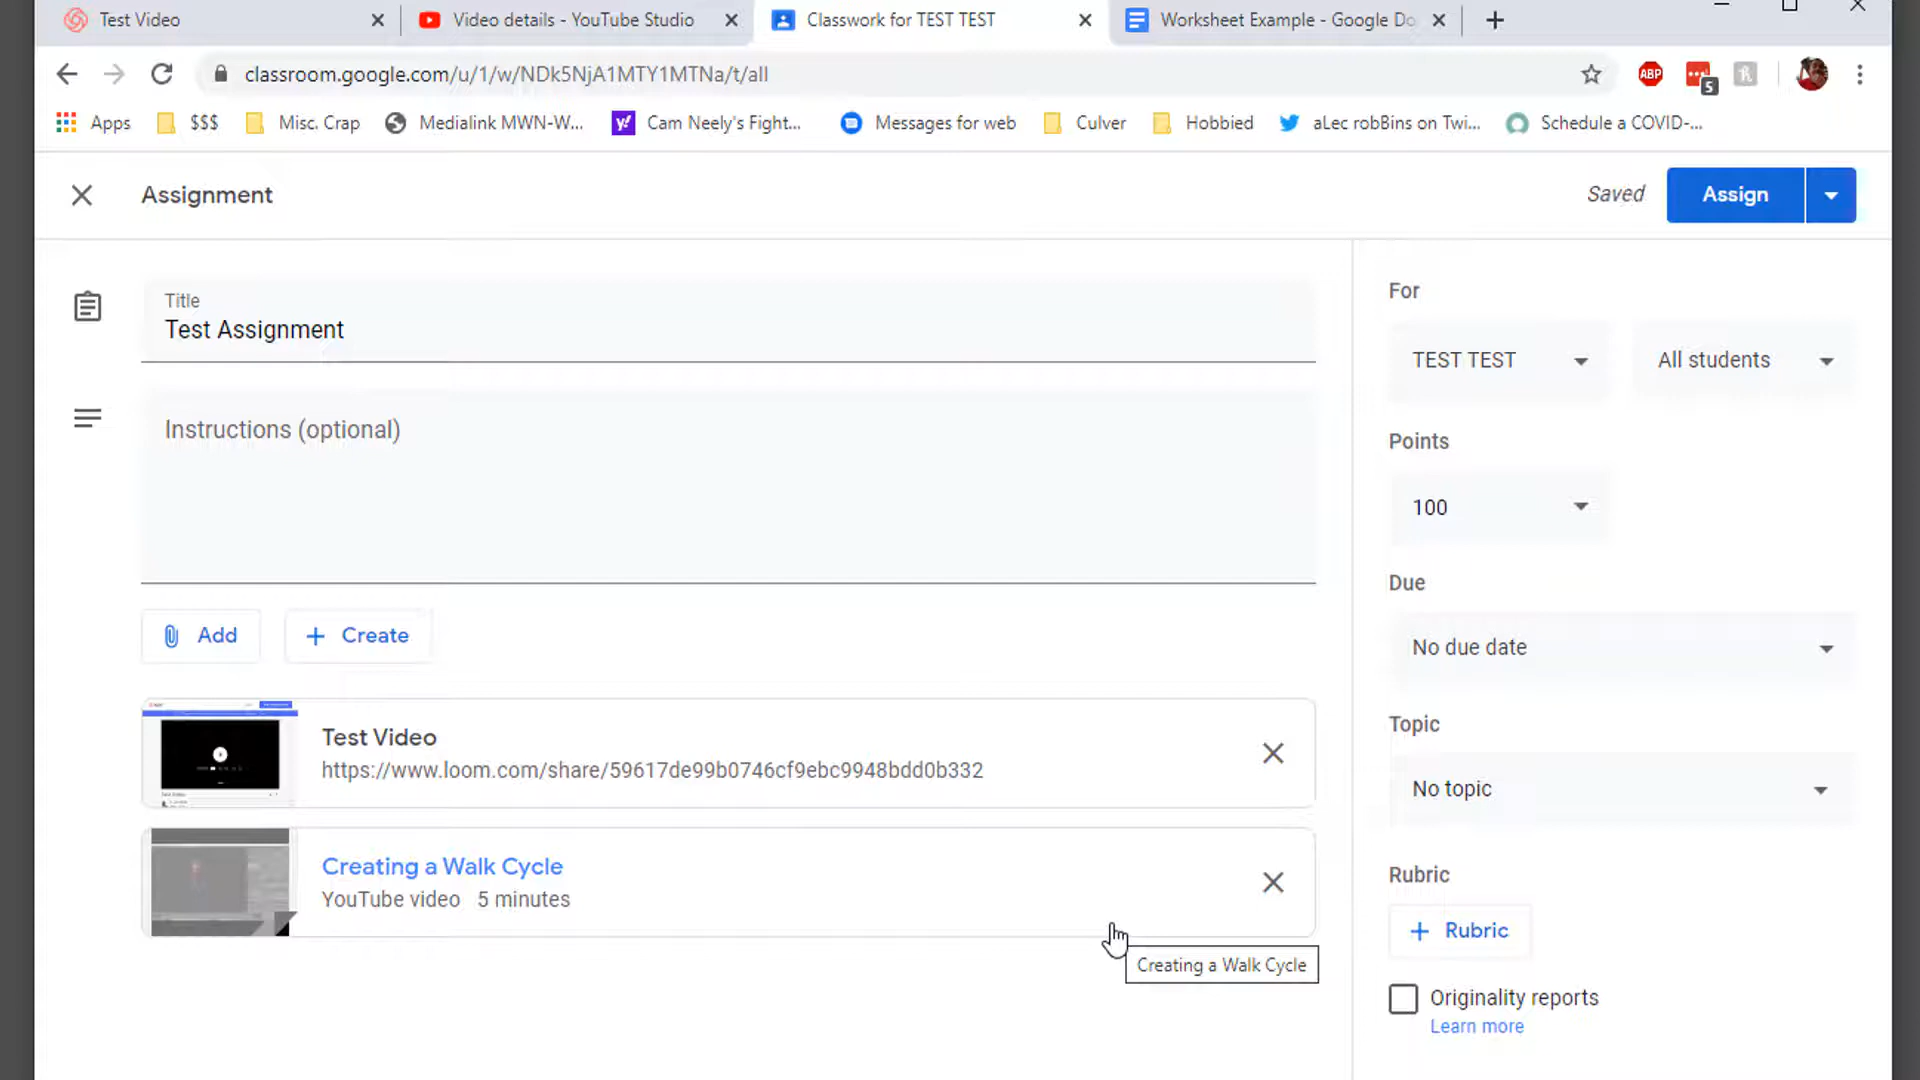 Test Video
Video details - YouTube Studio
Classwork for TEST TEST
Worksheet Example - Google Do
classroom.google.com/u/1/w/NDk5NjA1MTY1MTNa/t/all
ABP
5
Apps
$$$
Misc. Crap
Medialink MWN-W...
Cam Neely's Fight...
Messages for web
Culver
Hobbied
aLec robBins on Twi...
Schedule a COVID-...
Assignment
Saved
Assign
Title
Test Assignment
Instructions (optional)
Add
Create
Test Video
https://www.loom.com/share/59617de99b0746cf9ebc9948bdd0b332
Creating a Walk Cycle
YouTube video 5 minutes
Creating a Walk Cycle
For
TEST TEST
All students
Points
100
Due
No due date
Topic
No topic
Rubric
Rubric
Originality reports
Learn more